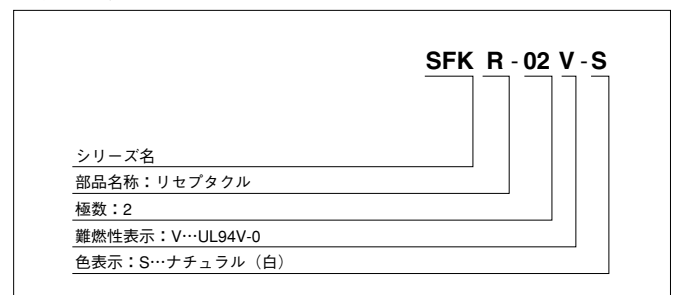 SFK R - 02 V - S
シリーズ名
部品名称：リセプタクル
極数：2
難燃性表示：V…UL94V-0
色表示：S…ナチュラル（白）